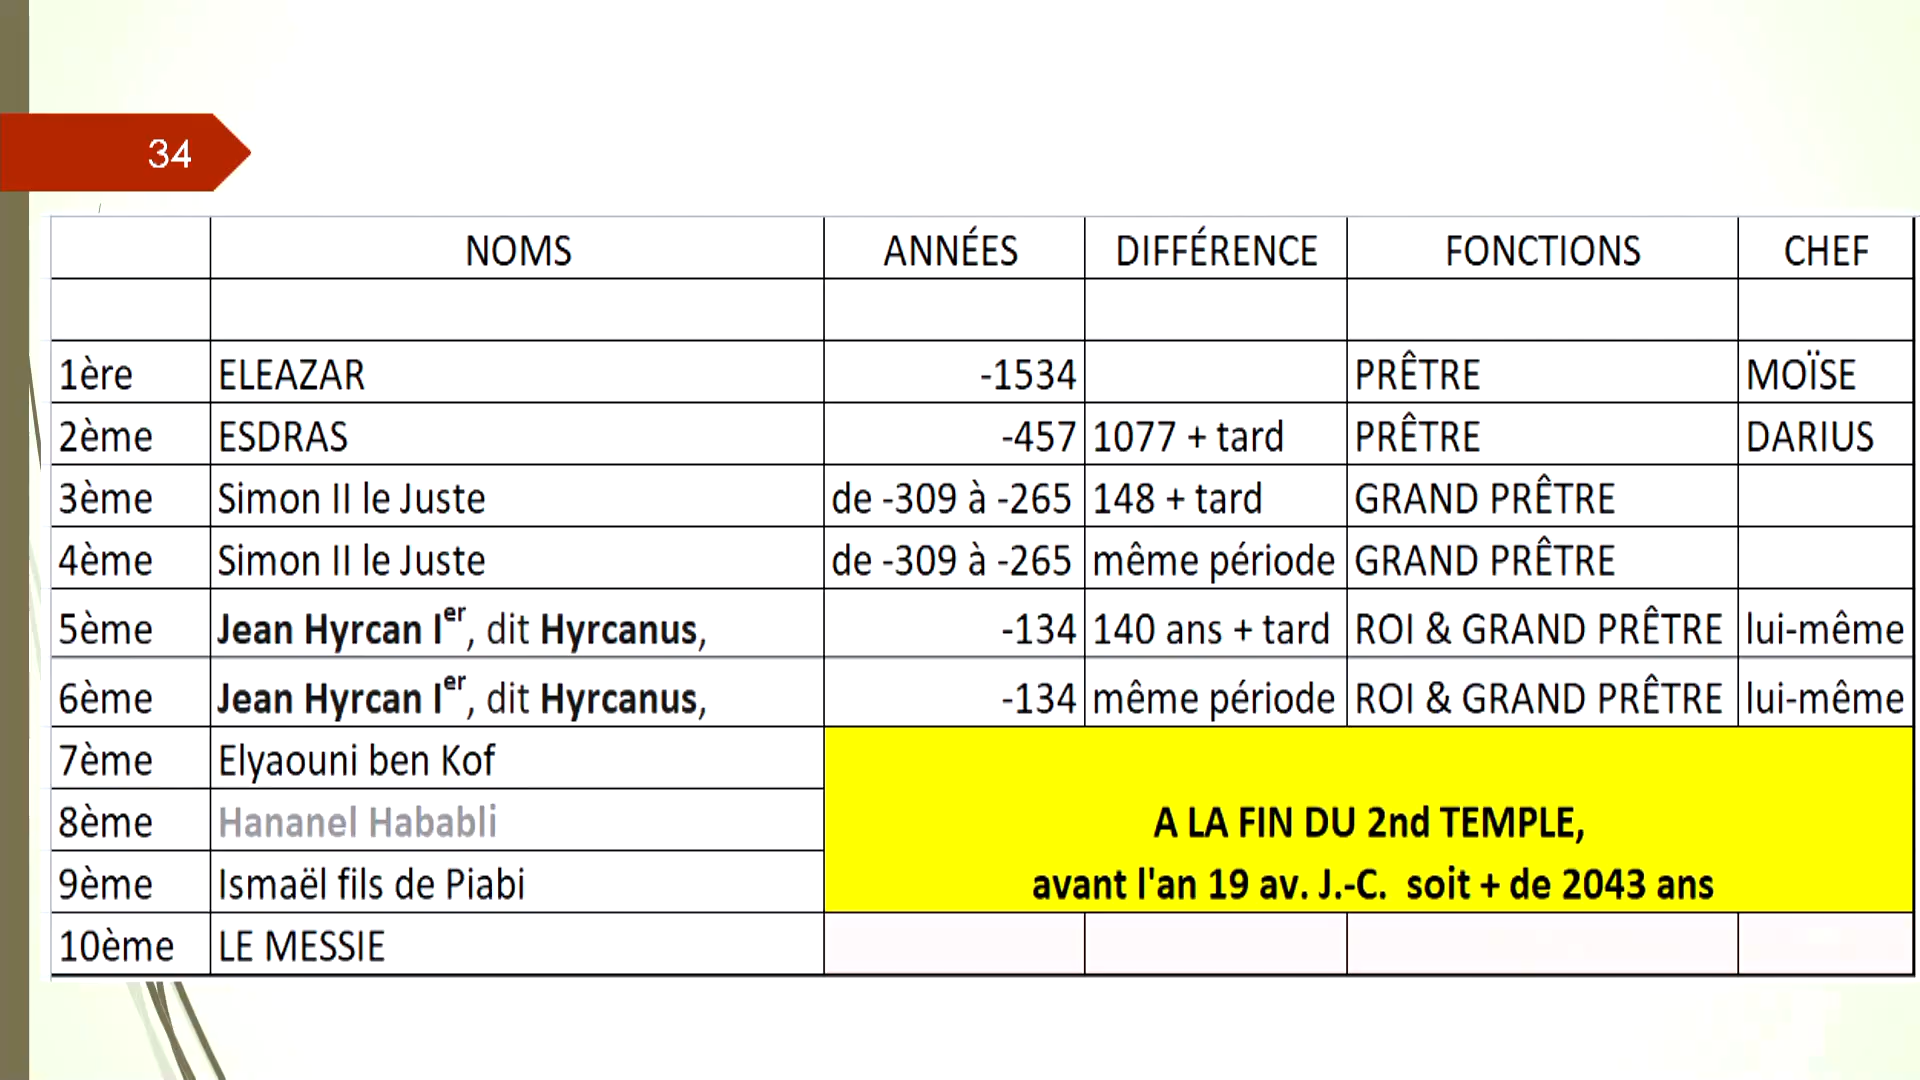 34
NOMS ANNÉES DIFFÉRENCE FONCTIONS CHEF
1ère ELEAZAR -1534 PRÊTRE MOÏSE
2ème ESDRAS -457 1077 + tard PRÊTRE DARIUS
3ème Simon II le Juste de -309 à -265 148 + tard GRAND PRÊTRE
4ème Simon II le Juste de -309 à -265 même période GRAND PRÊTRE
5ème Jean Hyrcan Ier, dit Hyrcanus, -134 140 ans + tard ROI & GRAND PRÊTRE lui-même
6ème Jean Hyrcan Ier, dit Hyrcanus, -134 même période ROI & GRAND PRÊTRE lui-même
7ème Elyaouni ben Kof
8ème Hananel Hababli A LA FIN DU 2nd TEMPLE,
9ème Ismaël fils de Piabi avant l'an 19 av. J.-C. soit + de 2043 ans
10ème LE MESSIE